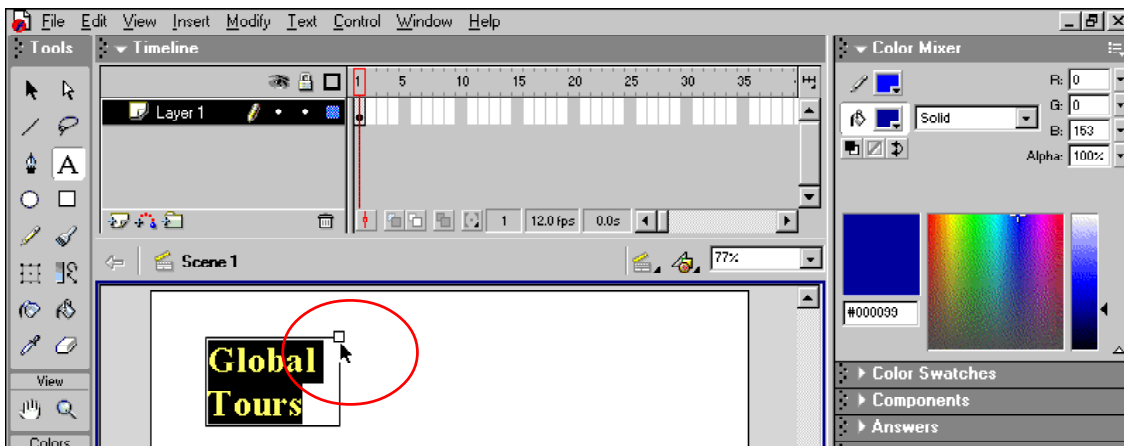 File Edit View Insert Modify Text Control Window Help
Tools
Timeline
Color Mixer
1 5 10 15 20 25 30 35
Layer 1
R: 0
G: 0
Solid
B: 153
Alpha: 100%
A
1 12.0 fps 0.0s
Scene 1
77%
#000099
Global
Tours
View
Colors
Color Swatches
Components
Answers